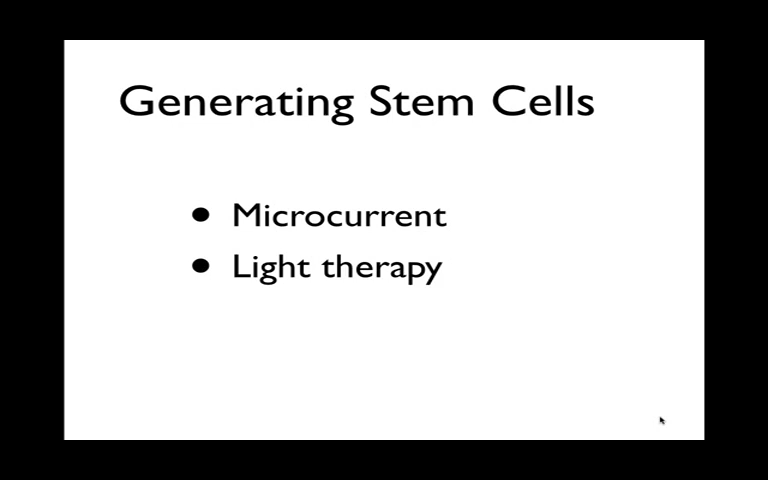 Generating Stem Cells
• Microcurrent
• Light therapy